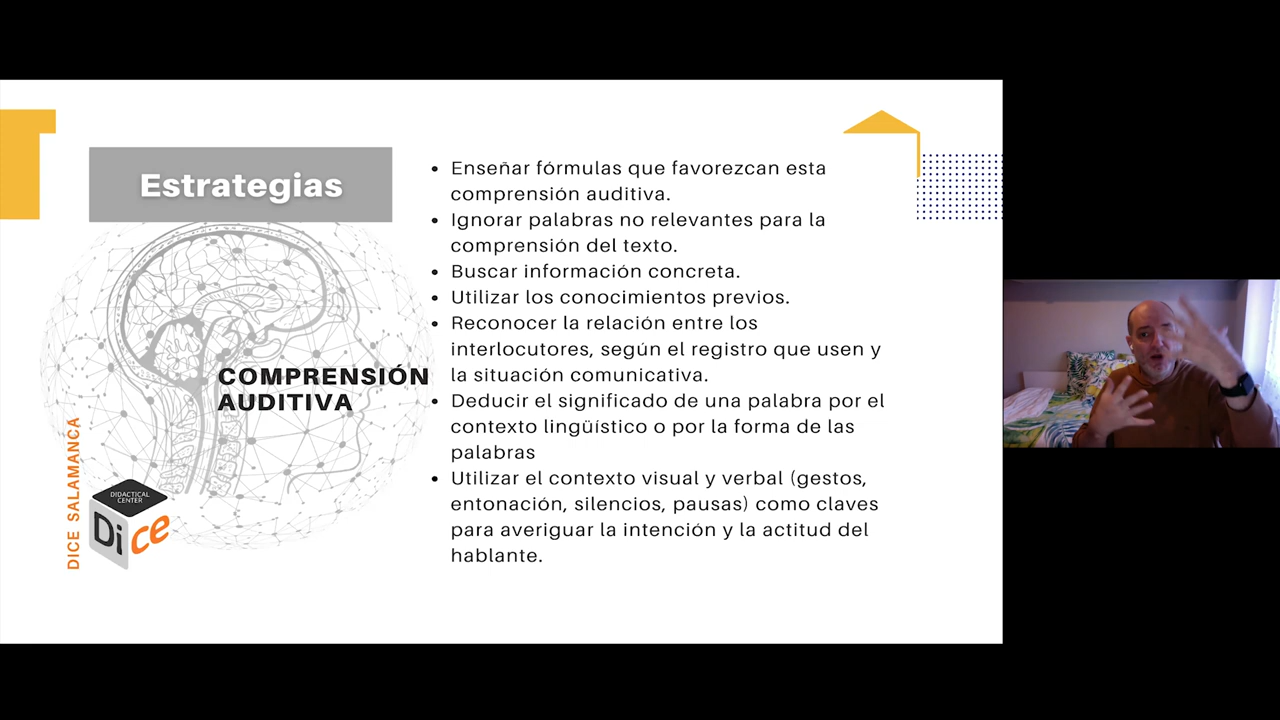 Estrategias
COMPRENSIÓN
AUDITIVA
DICE SALAMANCA
DIDACTICAL
CENTER
Dice
• Enseñar fórmulas que favorezcan esta
comprensión auditiva.
• Ignorar palabras no relevantes para la
comprensión del texto.
• Buscar información concreta.
• Utilizar los conocimientos previos.
• Reconocer la relación entre los
interlocutores, según el registro que usen y
la situación comunicativa.
• Deducir el significado de una palabra por el
contexto lingüístico o por la forma de las
palabras
• Utilizar el contexto visual y verbal (gestos,
entonación, silencios, pausas) como claves
para averiguar la intención y la actitud del
hablante.